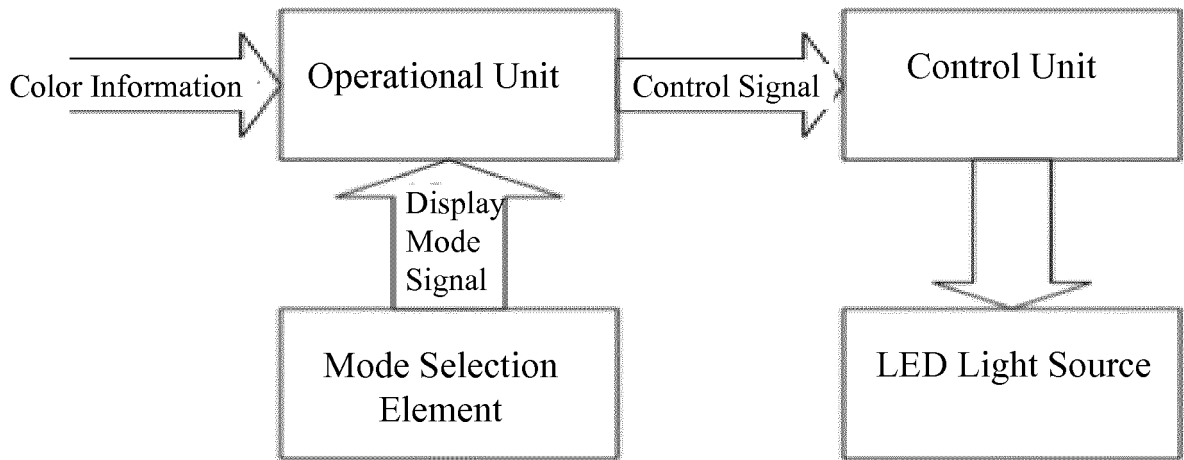 Color Information
Operational Unit
Control Signal
Control Unit
Display
Mode
Signal
Mode Selection
Element
LED Light Source